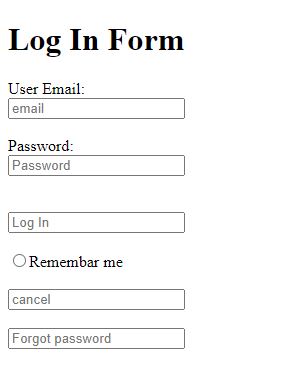 Log In Form
User Email:
email
Password:
Password
Log In
Remembar me
cancel
Forgot password